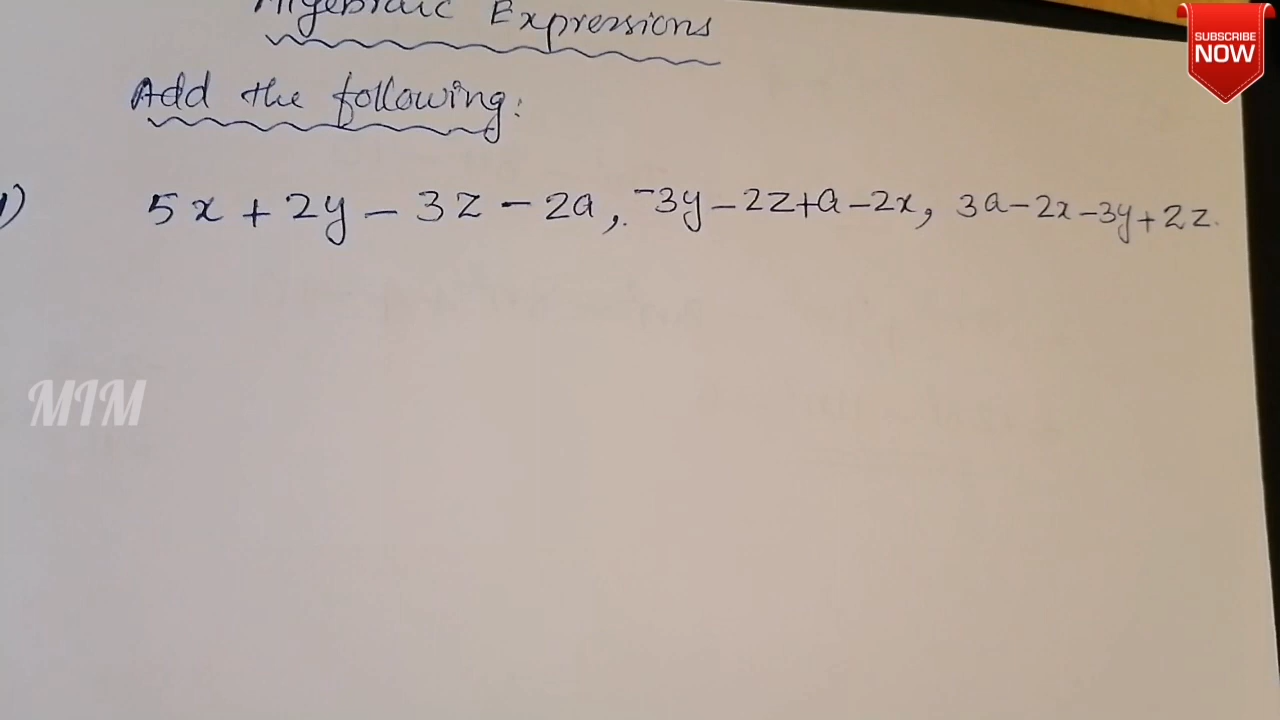 Algebraic Expressions
Add the following:
1) 5x + 2y - 3z - 2a, -3y - 2z + a - 2x, 3a - 2x - 3y + 2z.
SUBSCRIBE
NOW
MIM